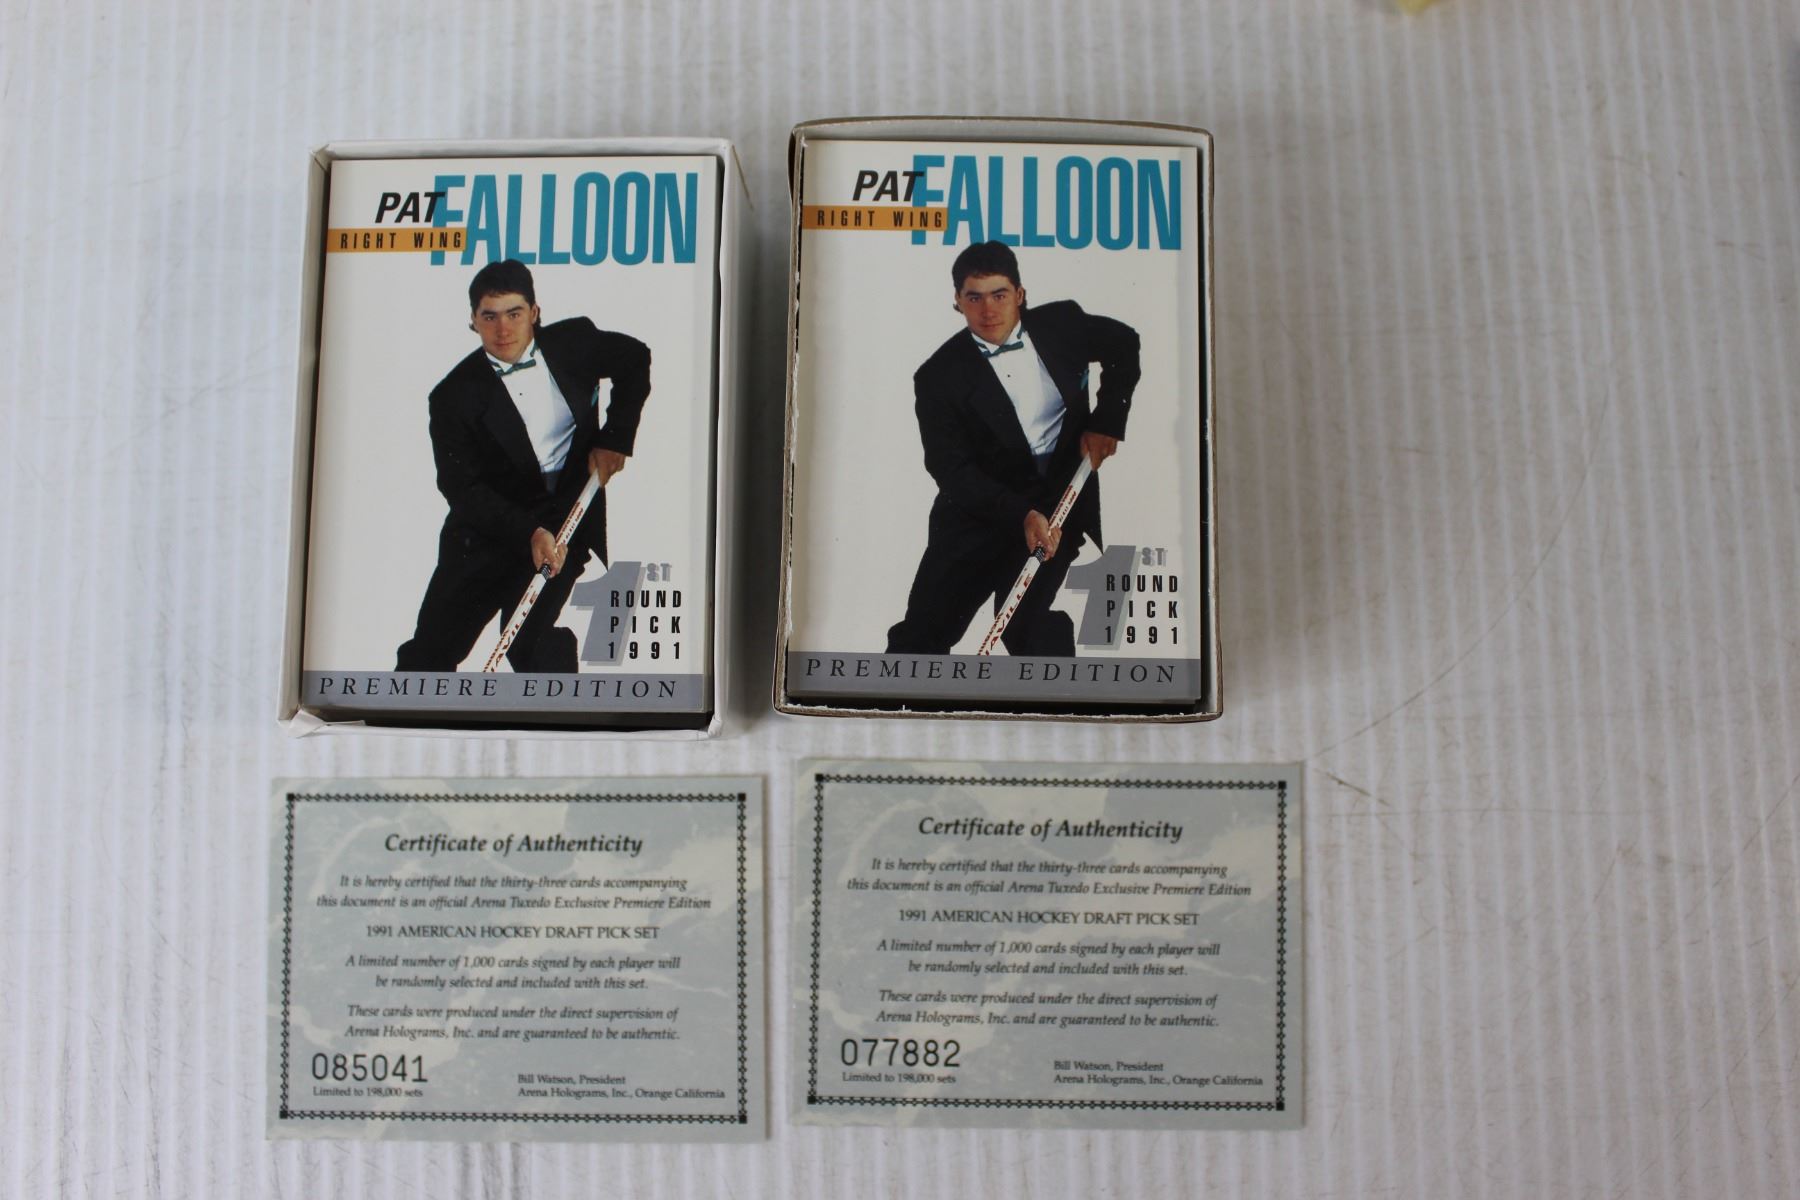 PAT FALLOON
RIGHT WING
1ST
ROUND
PICK
1991
PREMIERE EDITION
PAT FALLOON
RIGHT WING
1ST
ROUND
PICK
1991
PREMIERE EDITION
Certificate of Authenticity
It is hereby certified that the thirty-three cards accompanying
this document is an official Arena Tuxedo Exclusive Premiere Edition
1991 AMERICAN HOCKEY DRAFT PICK SET
A limited number of 1,000 cards signed by each player will
be randomly selected and included with this set.
These cards were produced under the direct supervision of
Arena Holograms, Inc. and are guaranteed to be authentic.
085041
Limited to 198,000 sets
Bill Watson, President
Arena Holograms, Inc., Orange California
Certificate of Authenticity
It is hereby certified that the thirty-three cards accompanying
this document is an official Arena Tuxedo Exclusive Premiere Edition
1991 AMERICAN HOCKEY DRAFT PICK SET
A limited number of 1,000 cards signed by each player will
be randomly selected and included with this set.
These cards were produced under the direct supervision of
Arena Holograms, Inc. and are guaranteed to be authentic.
077882
Limited to 198,000 sets
Bill Watson, President
Arena Holograms, Inc., Orange California